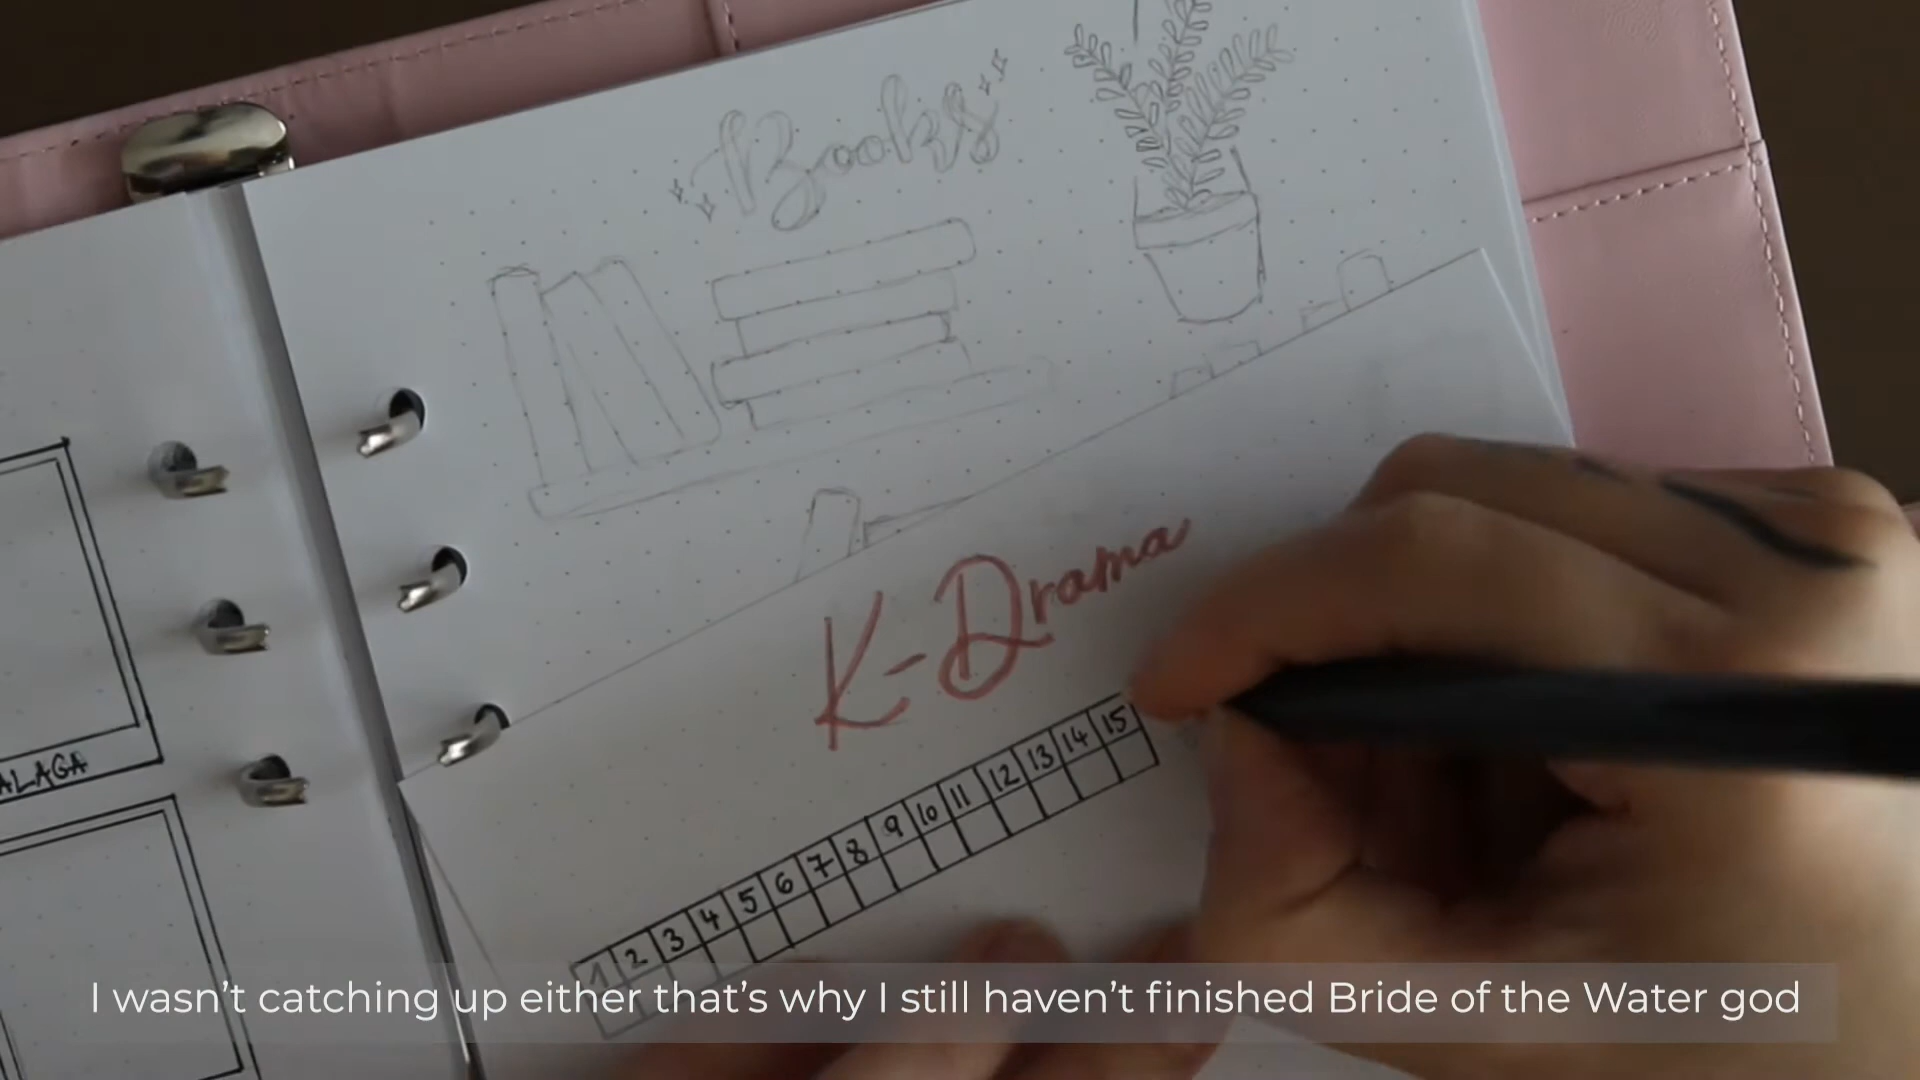 Books
K-Drama
1 2 3 4 5 6 7 8 9 10 11 12 13 14 15
ALAGA
I wasn't catching up either that's why I still haven't finished Bride of the Water god